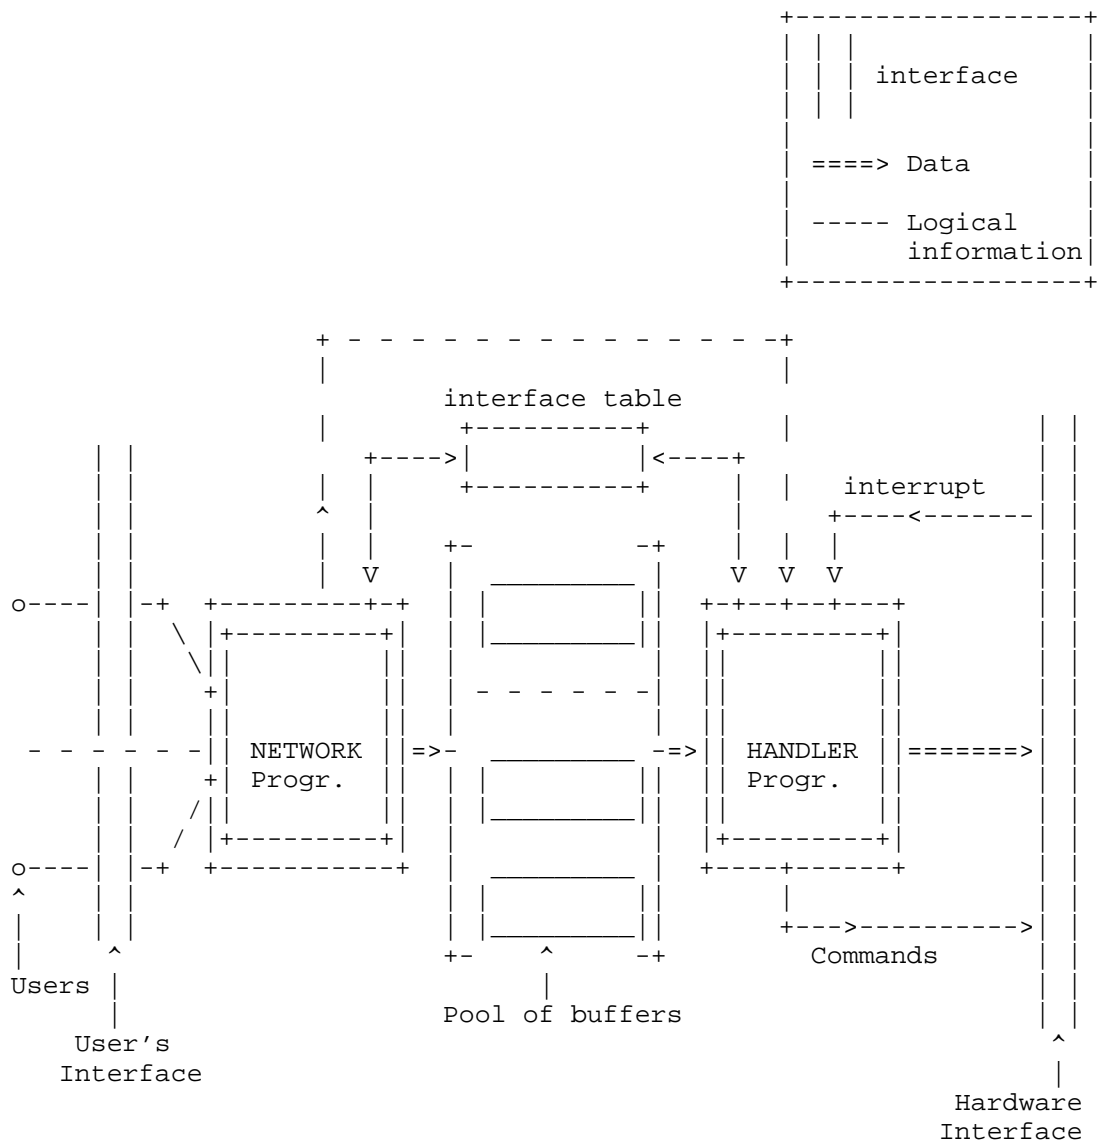 interface
====> Data
----- Logical
information
interface table
interrupt
NETWORK
Progr.
HANDLER
Progr.
Commands
Users
Pool of buffers
User's
Interface
Hardware
Interface